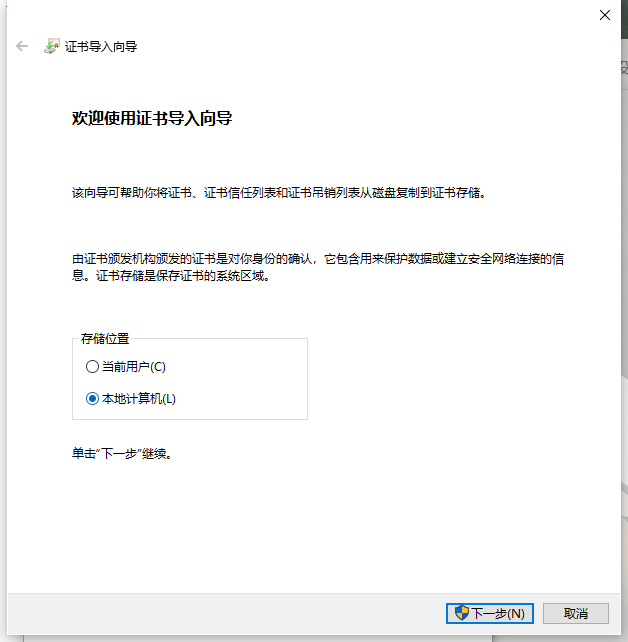 证书导入向导
欢迎使用证书导入向导
该向导可帮助你将证书、证书信任列表和证书吊销列表从磁盘复制到证书存储。
由证书颁发机构颁发的证书是对你身份的确认，它包含用来保护数据或建立安全网络连接的信
息。证书存储是保存证书的系统区域。
存储位置
当前用户(C)
本地计算机(L)
单击“下一步”继续。
下一步(N)
取消